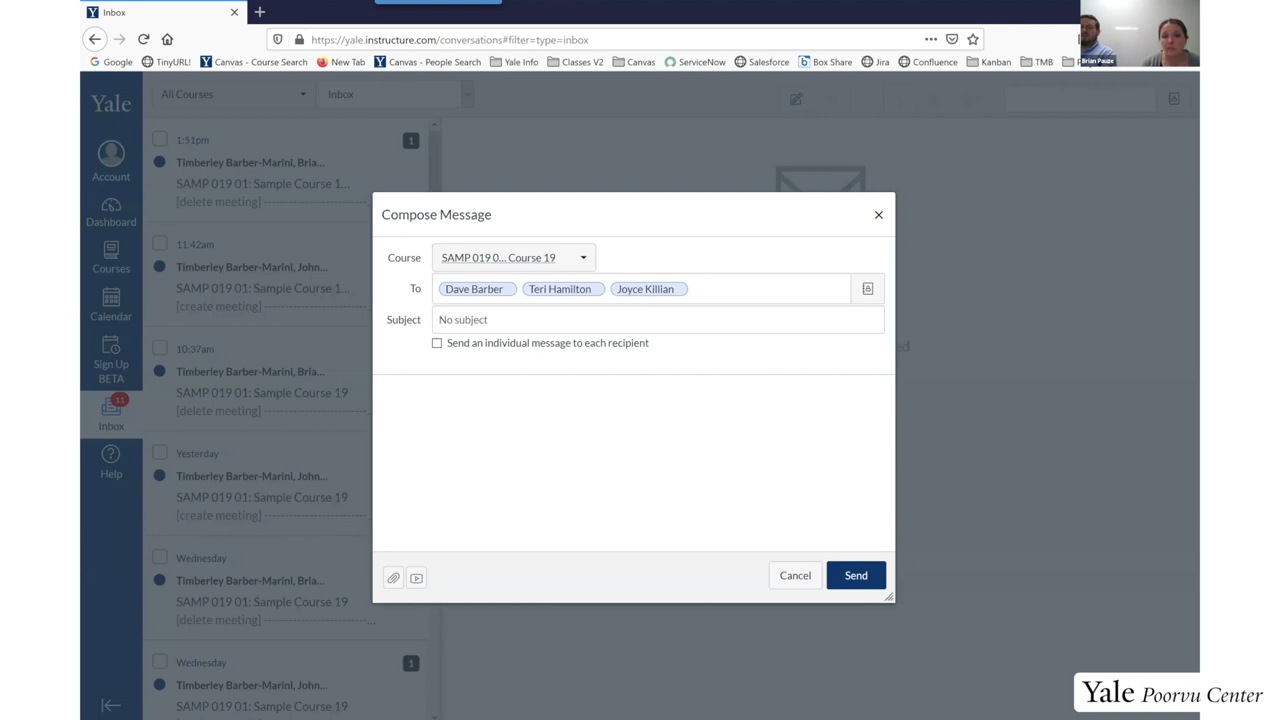 Inbox
https://yale.instructure.com/conversations#filter=type=inbox
Google
TinyURL!
Canvas - Course Search
New Tab
Canvas - People Search
Yale Info
Classes V2
Canvas
ServiceNow
Salesforce
Box Share
Jira
Confluence
Kanban
TMB
Brian Pauze
Yale
Account
Dashboard
Courses
Calendar
Sign Up
BETA
11
Inbox
Help
All Courses
Inbox
1:51pm
1
Timberley Barber-Marini, Bria...
SAMP 019 01: Sample Course 1...
[delete meeting] ----------------...
11:42am
Timberley Barber-Marini, John...
SAMP 019 01: Sample Course 1...
[create meeting] ----------------...
10:37am
Timberley Barber-Marini, Bria...
SAMP 019 01: Sample Course 19
[delete meeting] ----------------...
Yesterday
Timberley Barber-Marini, John...
SAMP 019 01: Sample Course 19
[create meeting] ----------------...
Wednesday
Timberley Barber-Marini, Bria...
SAMP 019 01: Sample Course 19
[delete meeting] ----------------...
Wednesday
1
Timberley Barber-Marini, John...
SAMP 019 01: Sample Course 19
Compose Message
Course SAMP 019 0... Course 19
To Dave Barber Teri Hamilton Joyce Killian
Subject No subject
Send an individual message to each recipient
Cancel
Send
Yale Poorvu Center